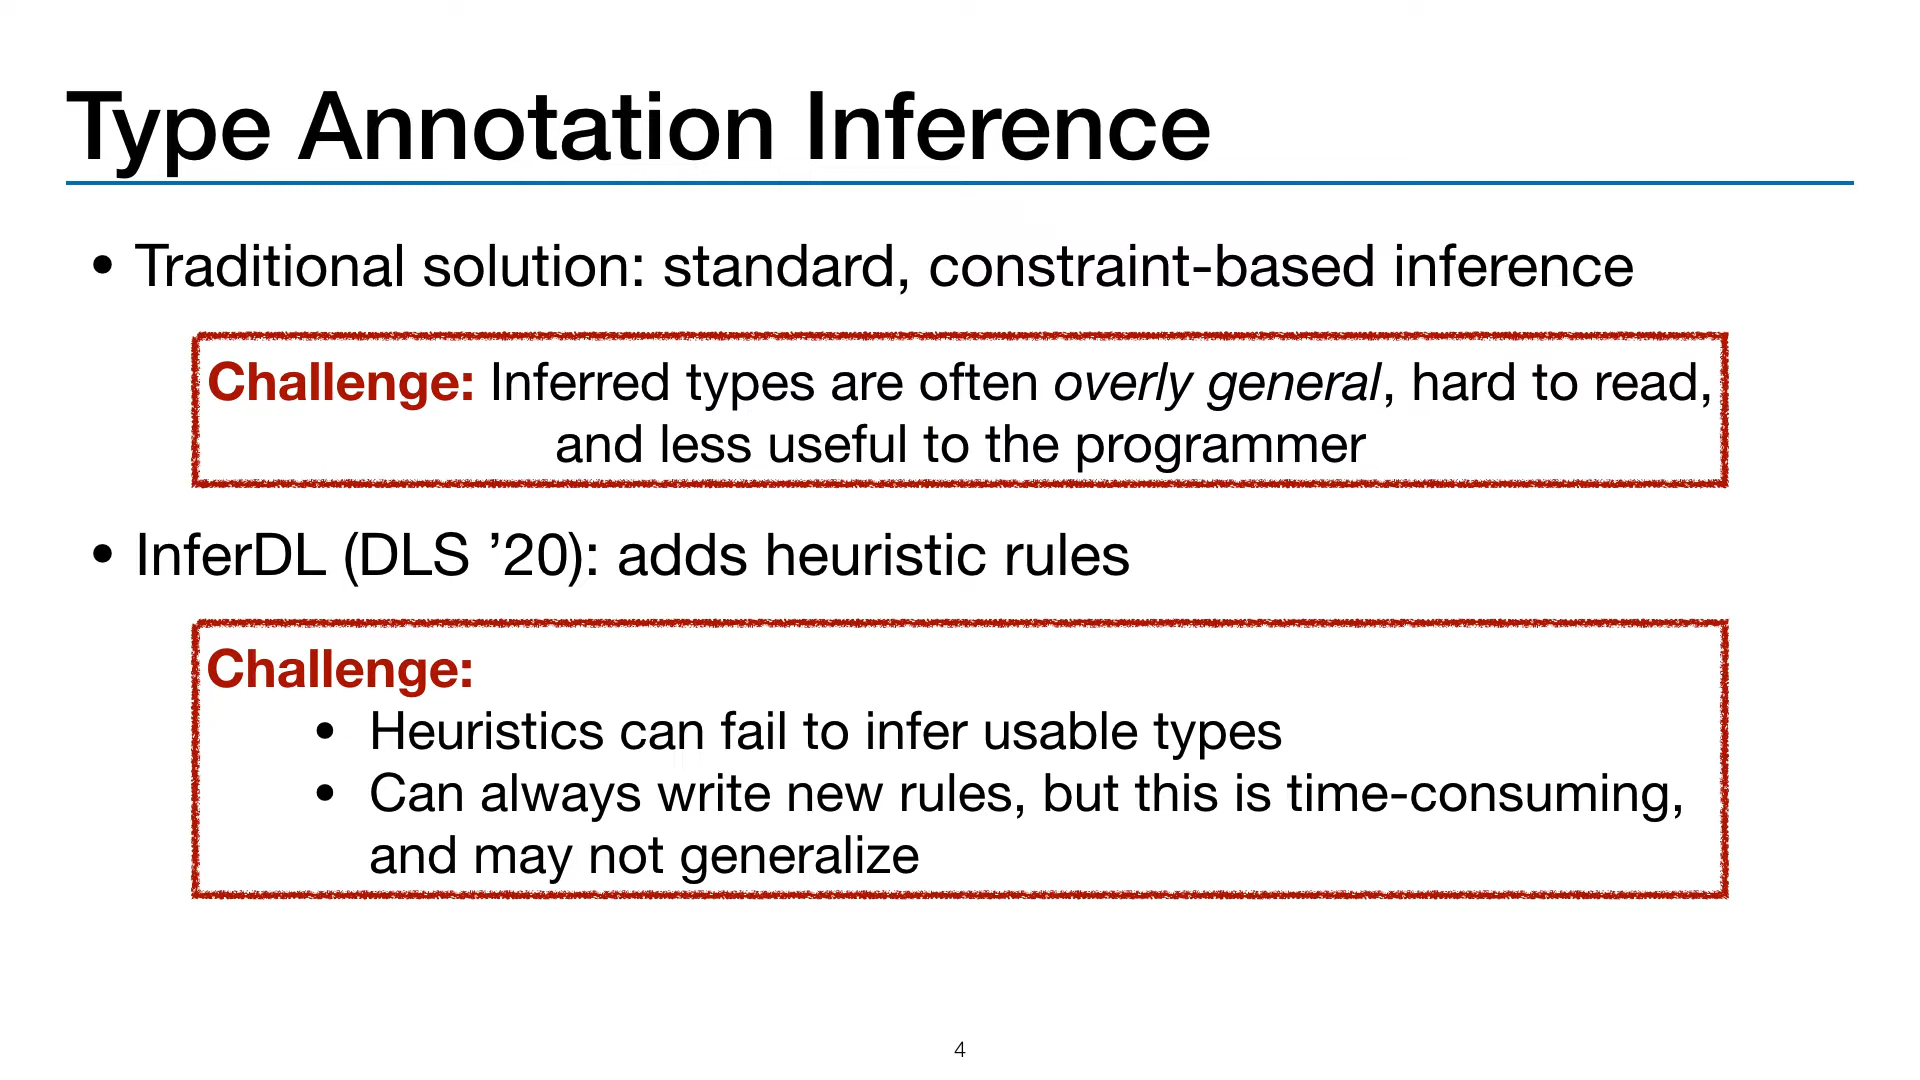 Type Annotation Inference
• Traditional solution: standard, constraint-based inference
Challenge: Inferred types are often overly general, hard to read,
and less useful to the programmer
• InferDL (DLS ’20): adds heuristic rules
Challenge:
• Heuristics can fail to infer usable types
• Can always write new rules, but this is time-consuming,
and may not generalize
4